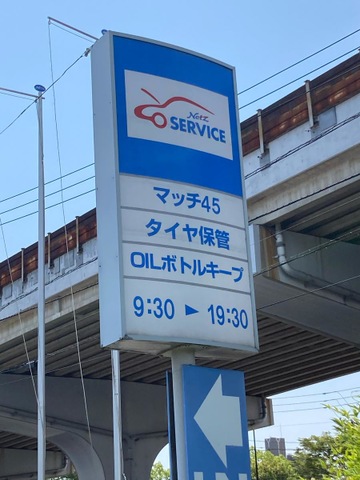 Netz
SERVICE
マッチ45
タイヤ保管
OILボトルキープ
9:30 ▶ 19:30
IN